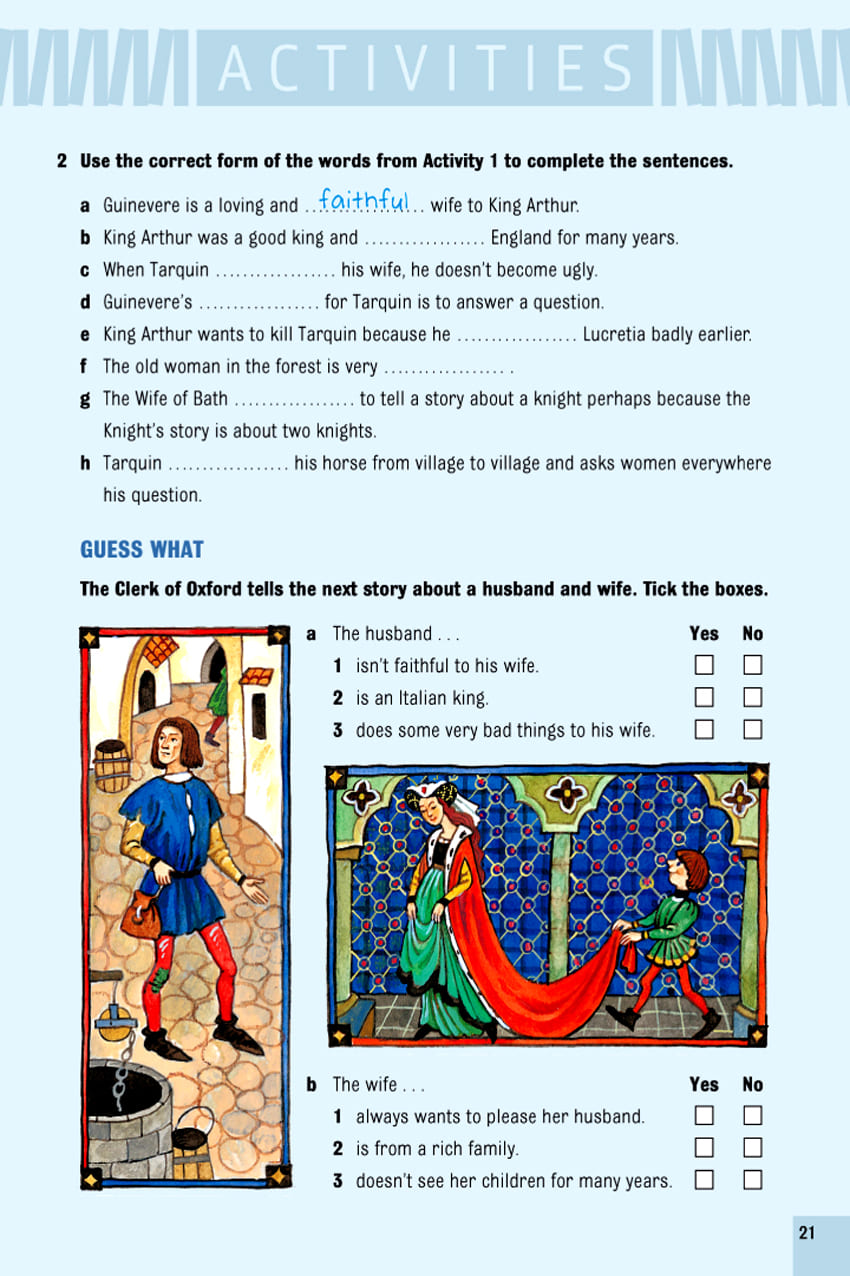 ACTIVITIES
2 Use the correct form of the words from Activity 1 to complete the sentences.
a Guinevere is a loving and ...faithful... wife to King Arthur.
b King Arthur was a good king and .................. England for many years.
c When Tarquin .................. his wife, he doesn't become ugly.
d Guinevere's .................. for Tarquin is to answer a question.
e King Arthur wants to kill Tarquin because he .................. Lucretia badly earlier.
f The old woman in the forest is very .................. .
g The Wife of Bath .................. to tell a story about a knight perhaps because the
Knight's story is about two knights.
h Tarquin .................. his horse from village to village and asks women everywhere
his question.
GUESS WHAT
The Clerk of Oxford tells the next story about a husband and wife. Tick the boxes.
a The husband . . . Yes No
1 isn't faithful to his wife.
2 is an Italian king.
3 does some very bad things to his wife.
b The wife . . . Yes No
1 always wants to please her husband.
2 is from a rich family.
3 doesn't see her children for many years.
21